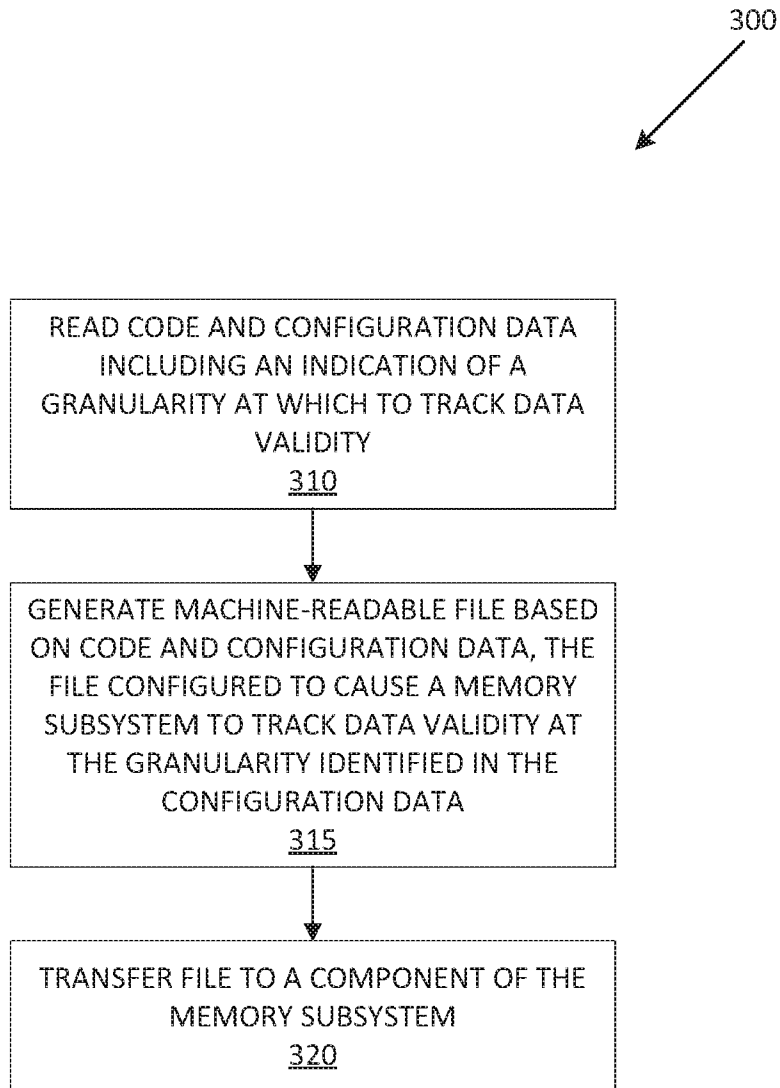 300
READ CODE AND CONFIGURATION DATA
INCLUDING AN INDICATION OF A
GRANULARITY AT WHICH TO TRACK DATA
VALIDITY
310
GENERATE MACHINE-READABLE FILE BASED
ON CODE AND CONFIGURATION DATA, THE
FILE CONFIGURED TO CAUSE A MEMORY
SUBSYSTEM TO TRACK DATA VALIDITY AT
THE GRANULARITY IDENTIFIED IN THE
CONFIGURATION DATA
315
TRANSFER FILE TO A COMPONENT OF THE
MEMORY SUBSYSTEM
320